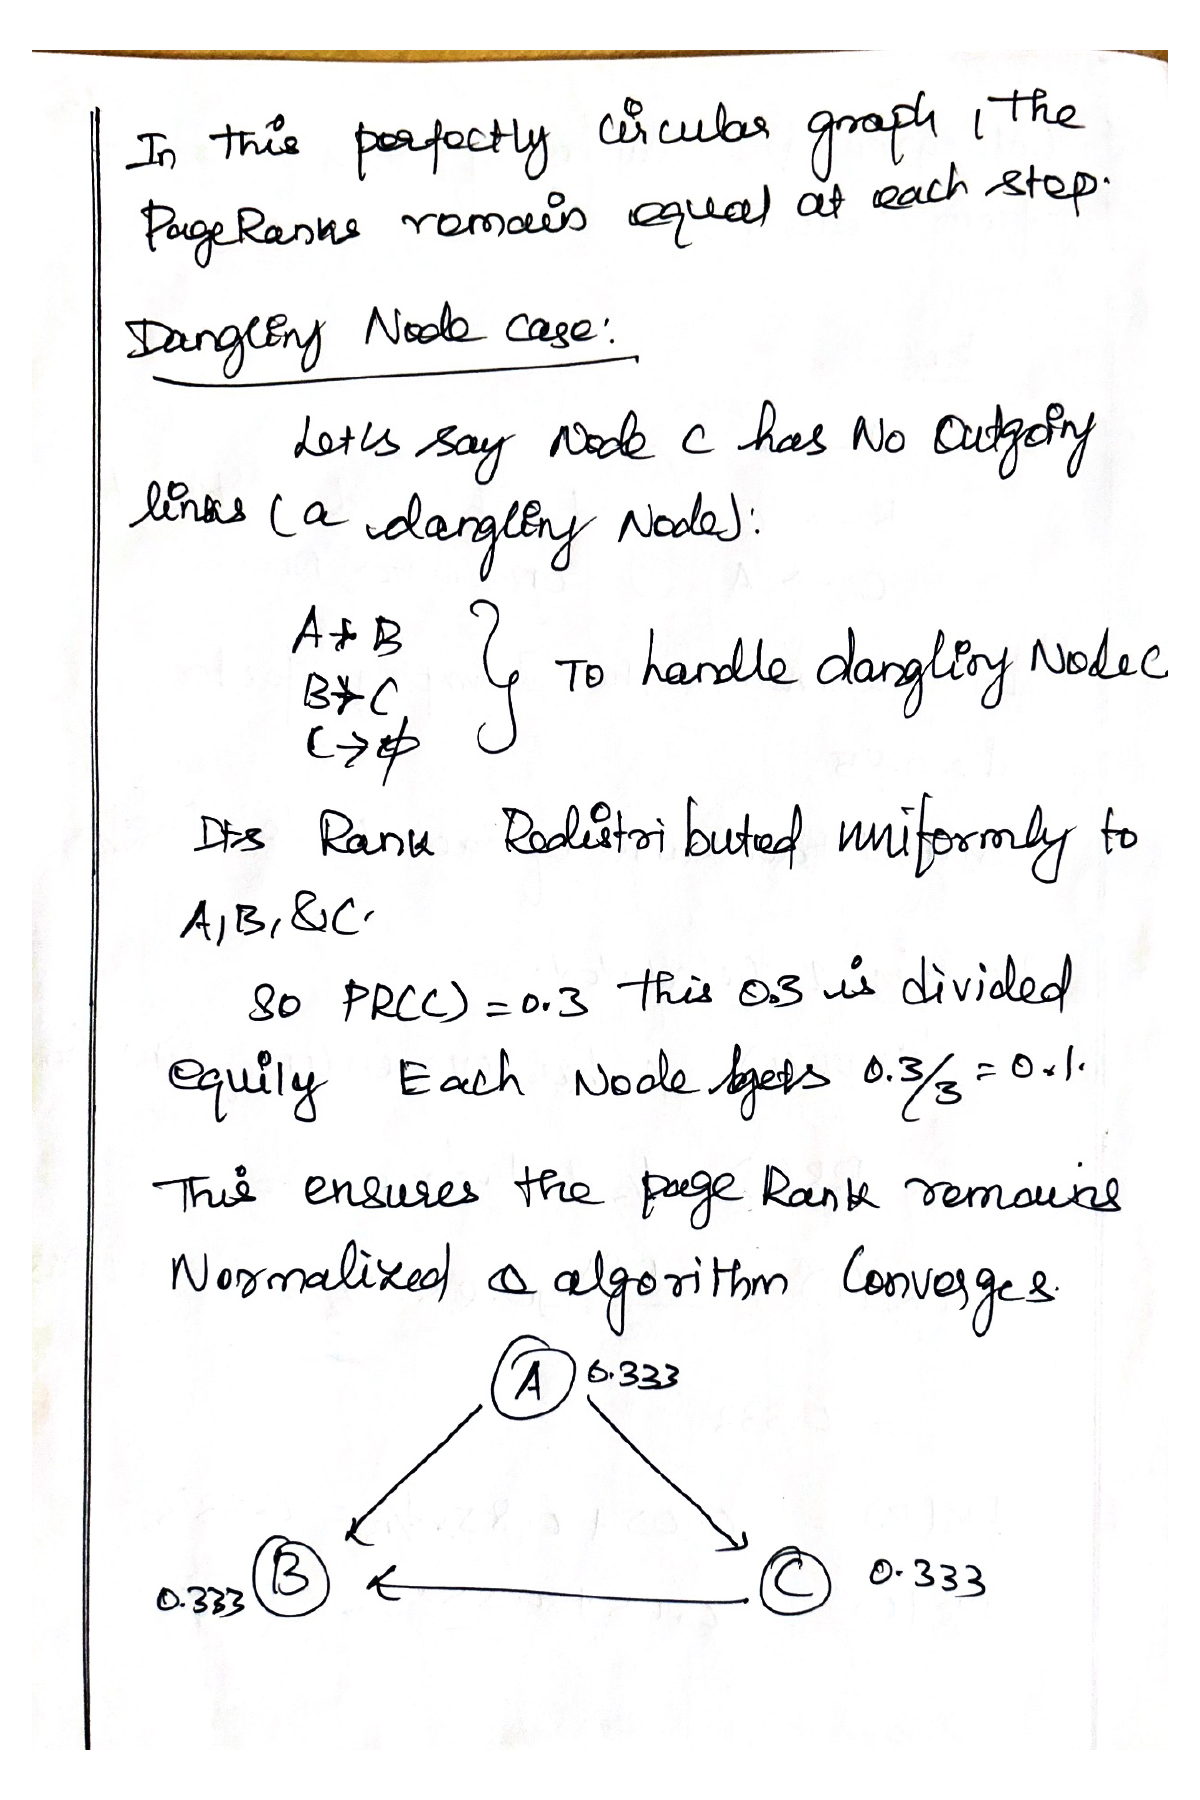 In this perfectly circular graph, the
PageRanks remains equal at each step.
Dangling Node case:
Let's say Node C has No Outgoing
links (a dangling Node):
A → B
B → C
C → ϕ
} To handle dangling Node C
Its Rank Redistributed uniformly to
A, B, & C.
So PR(C) = 0.3 this 0.3 is divided
equily Each Node gets 0.3/3 = 0.1.
This ensures the page Rank remains
Normalized & algorithm Converges.
A 0.333
0.333 B C 0.333